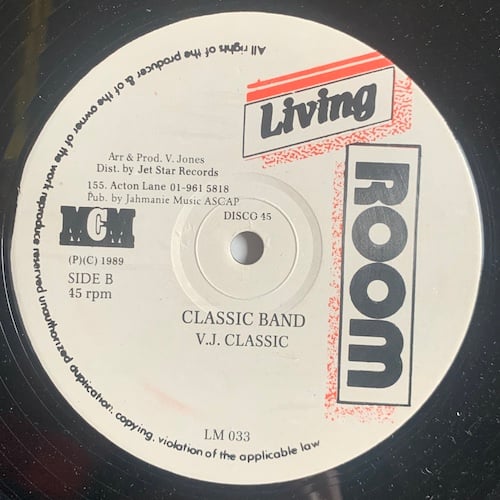 Living
ROOM
Arr & Prod. V. Jones
Dist. by Jet Star Records
155. Acton Lane 01-961 5818
Pub. by Jahmanie Music ASCAP
DISCO 45
MCM
(P)(C) 1989
SIDE B
45 rpm
CLASSIC BAND
V.J. CLASSIC
LM 033
All rights of the producer & of the owner of the work reproduce reserved unauthorized duplication. copying. violation of the applicable law